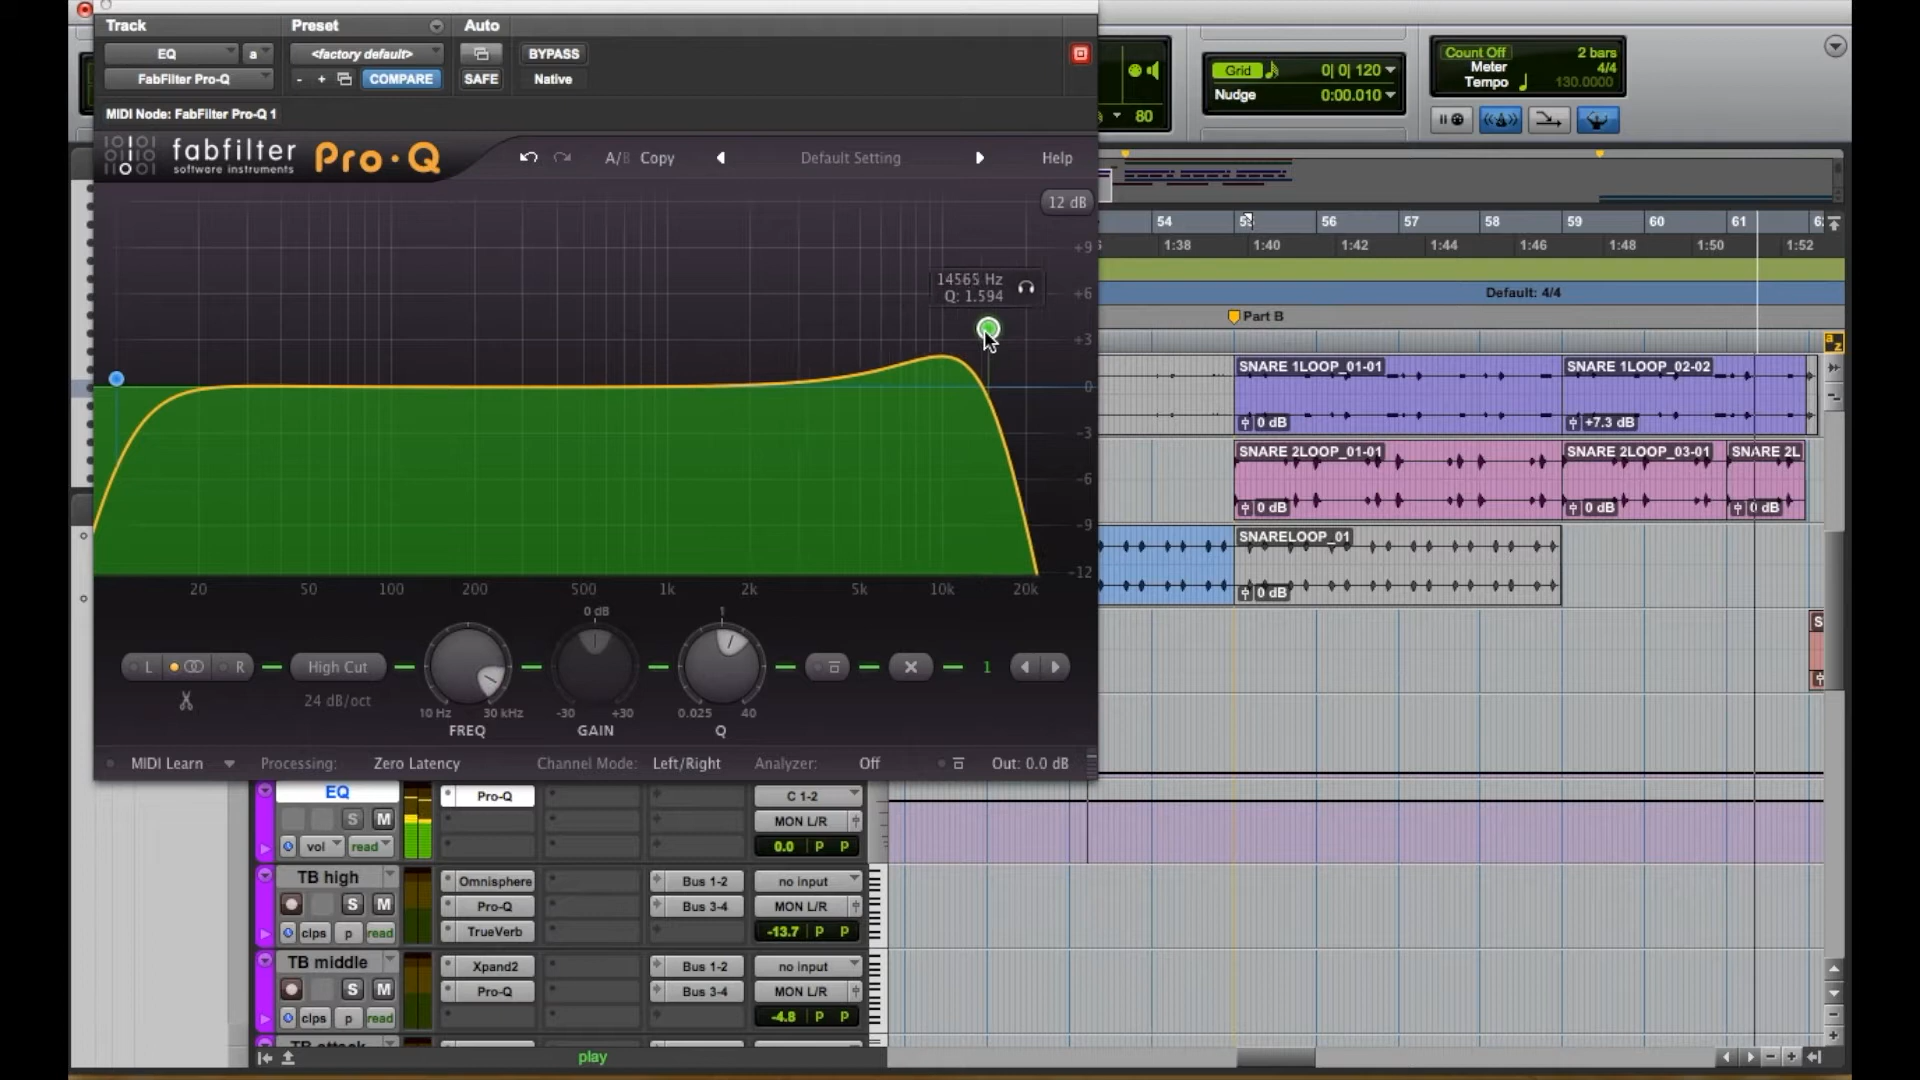 Track
Preset
Auto
EQ
a
<factory default>
BYPASS
FabFilter Pro-Q
- +
COMPARE
SAFE
Native
MIDI Node: FabFilter Pro-Q 1
fabfilter
software instruments
Pro·Q
A/B Copy
Default Setting
Help
12 dB
+9
+6
+3
0
-3
-6
-9
-12
14565 Hz
Q: 1.594
20 50 100 200 500 1k 2k 5k 10k 20k
L
R
High Cut
24 dB/oct
10 Hz 30 kHz
FREQ
0 dB
-30 +30
GAIN
1
0.025 40
Q
1
MIDI Learn
Processing: Zero Latency
Channel Mode: Left/Right
Analyzer: Off
Out: 0.0 dB
80
Grid 0| 0| 120
Nudge 0:00.010
Count Off 2 bars
Meter 4/4
Tempo 130.0000
54 55 56 57 58 59 60 61
1:38 1:40 1:42 1:44 1:46 1:48 1:50 1:52
Default: 4/4
Part B
a
z
SNARE 1LOOP_01-01
0 dB
SNARE 1LOOP_02-02
+7.3 dB
SNARE 2LOOP_01-01
0 dB
SNARE 2LOOP_03-01
0 dB
SNARE 2L
0 dB
SNARELOOP_01
0 dB
S
EQ
S M
vol read
Pro-Q
C 1-2
MON L/R
0.0 P P
TB high
S M
clps p read
Omnisphere
Pro-Q
TrueVerb
Bus 1-2
Bus 3-4
no input
MON L/R
-13.7 P P
TB middle
S M
clps p read
Xpand2
Pro-Q
Bus 1-2
Bus 3-4
no input
MON L/R
-4.8 P P
play